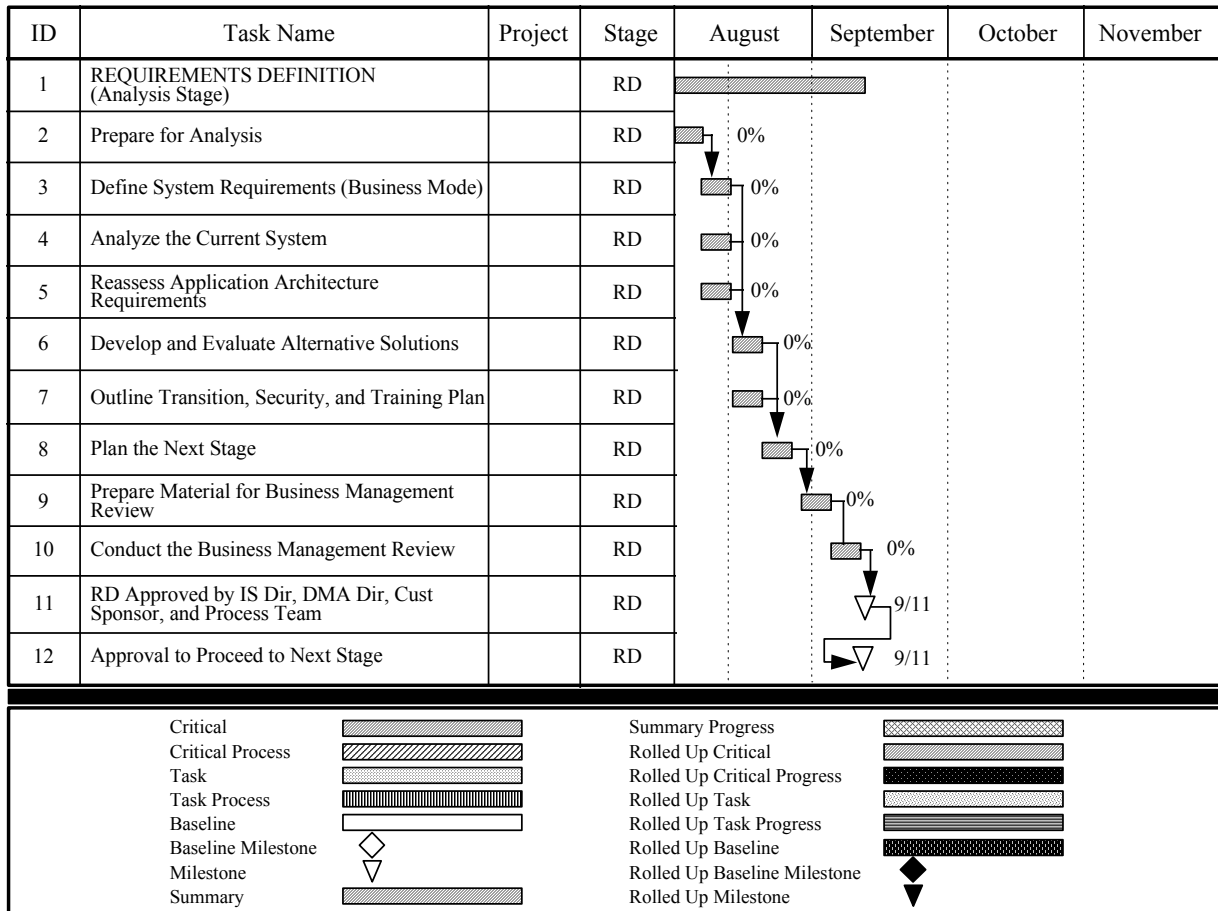 ID Task Name Project Stage August September October November
1 REQUIREMENTS DEFINITION
(Analysis Stage) RD
2 Prepare for Analysis RD 0%
3 Define System Requirements (Business Mode) RD 0%
4 Analyze the Current System RD 0%
5 Reassess Application Architecture
Requirements RD 0%
6 Develop and Evaluate Alternative Solutions RD 0%
7 Outline Transition, Security, and Training Plan RD 0%
8 Plan the Next Stage RD 0%
9 Prepare Material for Business Management
Review RD 0%
10 Conduct the Business Management Review RD 0%
11 RD Approved by IS Dir, DMA Dir, Cust
Sponsor, and Process Team RD 9/11
12 Approval to Proceed to Next Stage RD 9/11
Critical
Critical Process
Task
Task Process
Baseline
Baseline Milestone
Milestone
Summary
Summary Progress
Rolled Up Critical
Rolled Up Critical Progress
Rolled Up Task
Rolled Up Task Progress
Rolled Up Baseline
Rolled Up Baseline Milestone
Rolled Up Milestone